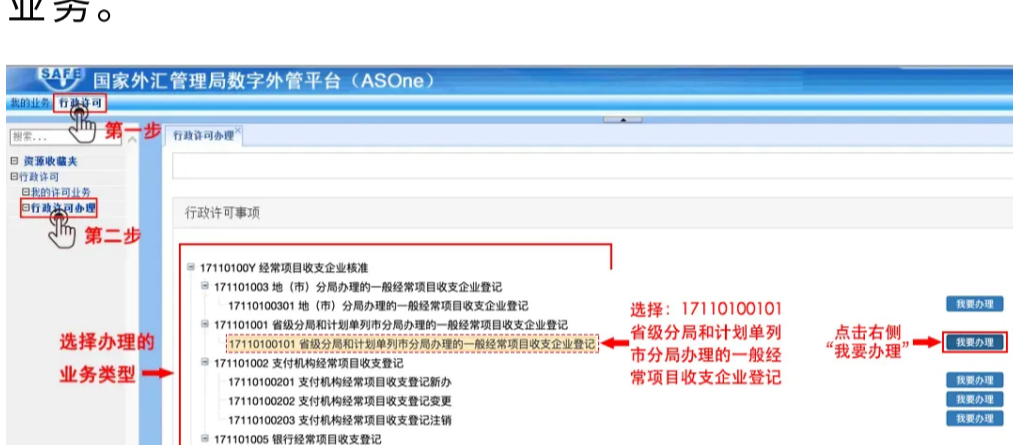 业务。
SAFE 国家外汇管理局数字外管平台（ASOne）
我的业务 行政许可
第一步
搜索...
行政许可办理
资源收藏夹
行政许可
我的许可业务
行政许可办理
第二步
行政许可事项
17110100Y 经常项目收支企业核准
171101003 地（市）分局办理的一般经常项目收支企业登记
17110100301 地（市）分局办理的一般经常项目收支企业登记
我要办理
171101001 省级分局和计划单列市分局办理的一般经常项目收支企业登记
17110100101 省级分局和计划单列市分局办理的一般经常项目收支企业登记
我要办理
171101002 支付机构经常项目收支登记
17110100201 支付机构经常项目收支登记新办
我要办理
17110100202 支付机构经常项目收支登记变更
我要办理
17110100203 支付机构经常项目收支登记注销
我要办理
171101005 银行经常项目收支登记
选择办理的
业务类型
选择：17110100101
省级分局和计划单列
市分局办理的一般经
常项目收支企业登记
点击右侧
“我要办理”